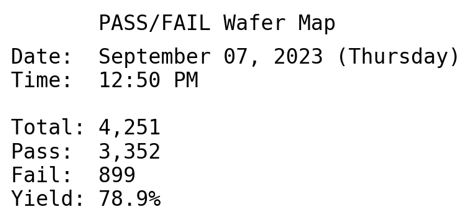 PASS/FAIL Wafer Map
Date: September 07, 2023 (Thursday)
Time: 12:50 PM
Total: 4,251
Pass: 3,352
Fail: 899
Yield: 78.9%